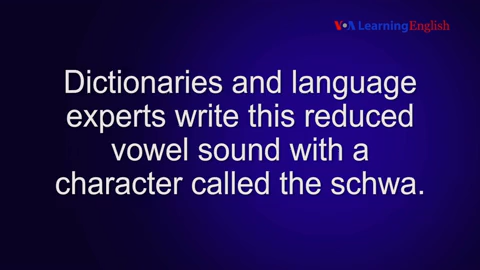 VOA LearningEnglish
Dictionaries and language
experts write this reduced
vowel sound with a
character called the schwa.